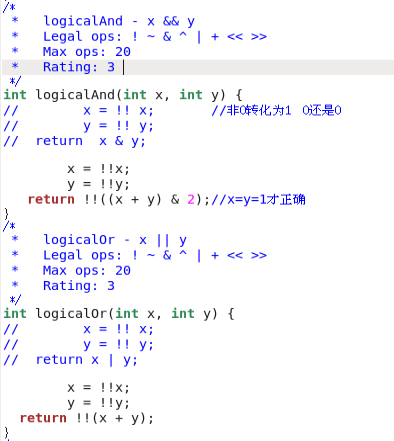 /*
 *   logicalAnd - x && y
 *   Legal ops: ! ~ & ^ | + << >>
 *   Max ops: 20
 *   Rating: 3
 */
int logicalAnd(int x, int y) {
//        x = !! x;       //非0转化为1  0还是0
//        y = !! y;
//  return  x & y;
        x = !!x;
        y = !!y;
   return !!((x + y) & 2);//x=y=1才正确
}
/*
 *   logicalOr - x || y
 *   Legal ops: ! ~ & ^ | + << >>
 *   Max ops: 20
 *   Rating: 3
 */
int logicalOr(int x, int y) {
//        x = !! x;
//        y = !! y;
//  return x | y;
        x = !!x;
        y = !!y;
  return !!(x + y);
}